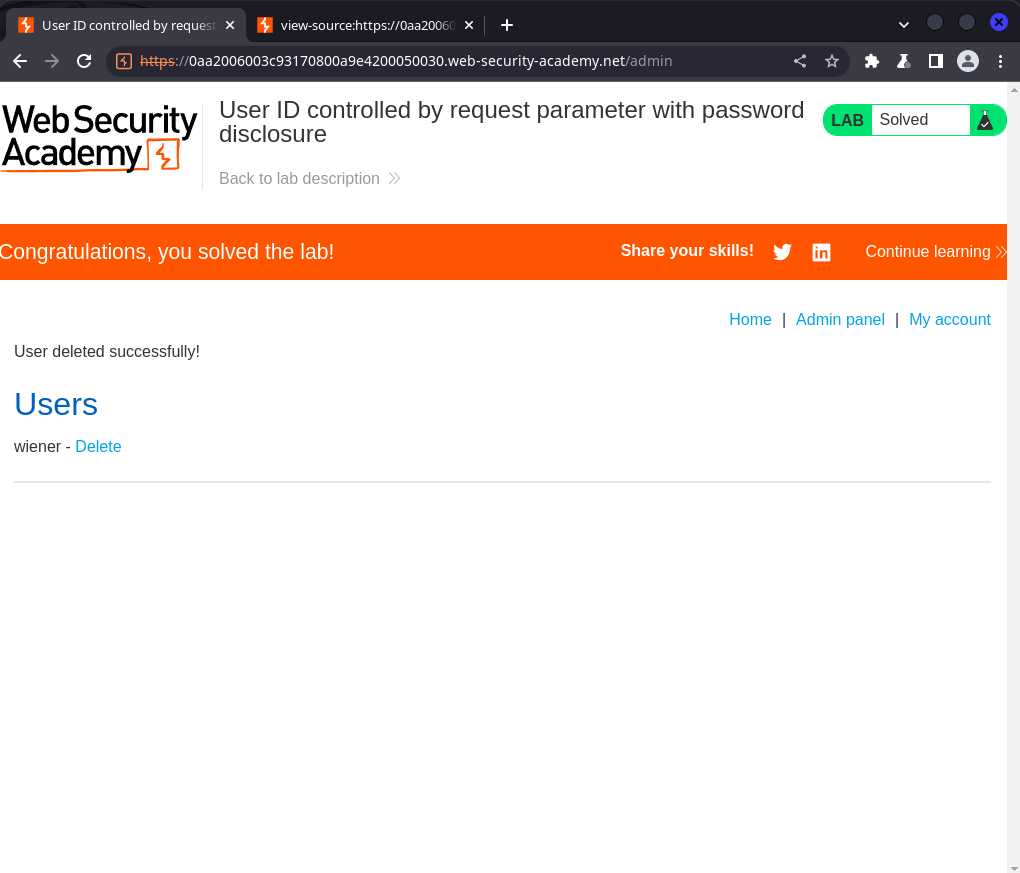 User ID controlled by request
view-source:https://0aa20060
https://0aa2006003c93170800a9e4200050030.web-security-academy.net/admin
WebSecurity
Academy
User ID controlled by request parameter with password
disclosure
Back to lab description
LAB Solved
Congratulations, you solved the lab!
Share your skills!
Continue learning
Home | Admin panel | My account
User deleted successfully!
Users
wiener - Delete